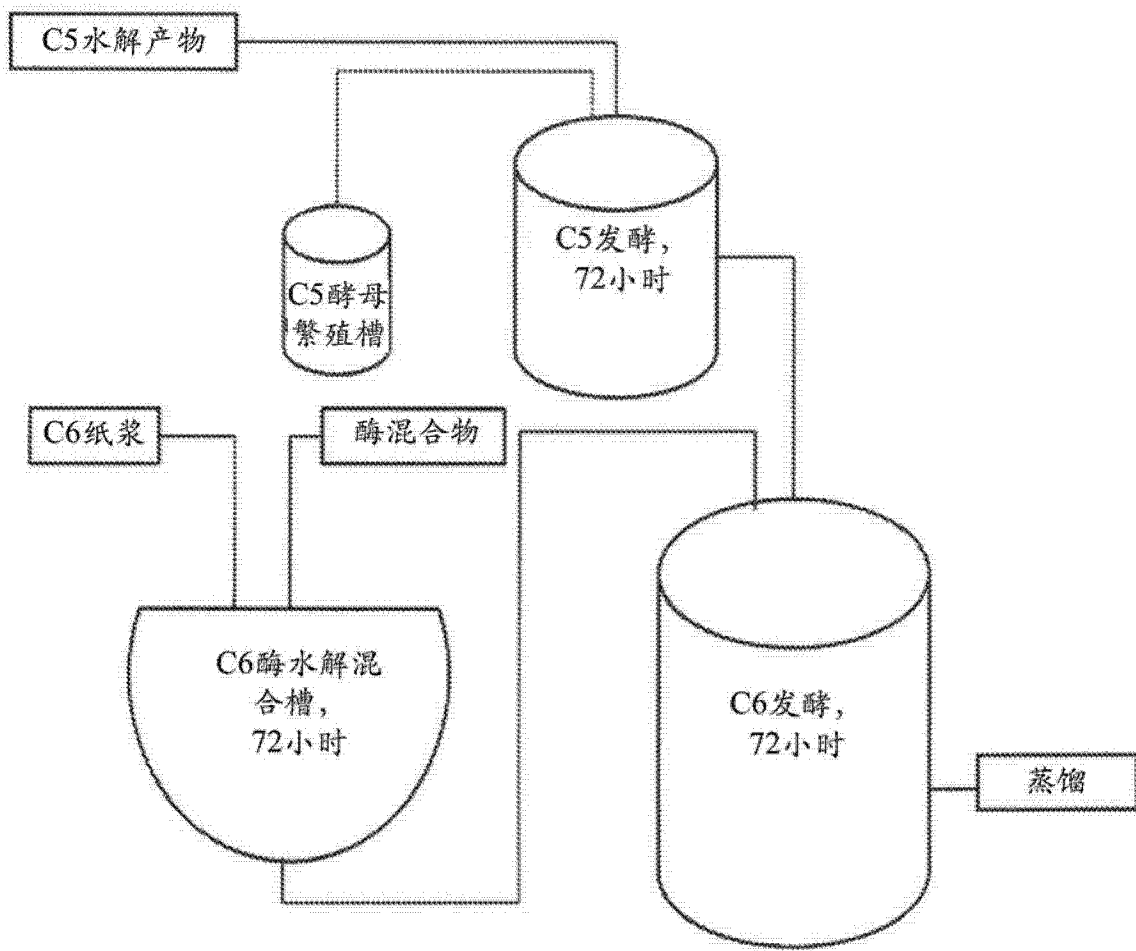 C5水解产物
C5发酵，
72小时
C5酵母
繁殖槽
C6纸浆
酶混合物
C6酶水解混
合槽，
72小时
C6发酵，
72小时
蒸馏